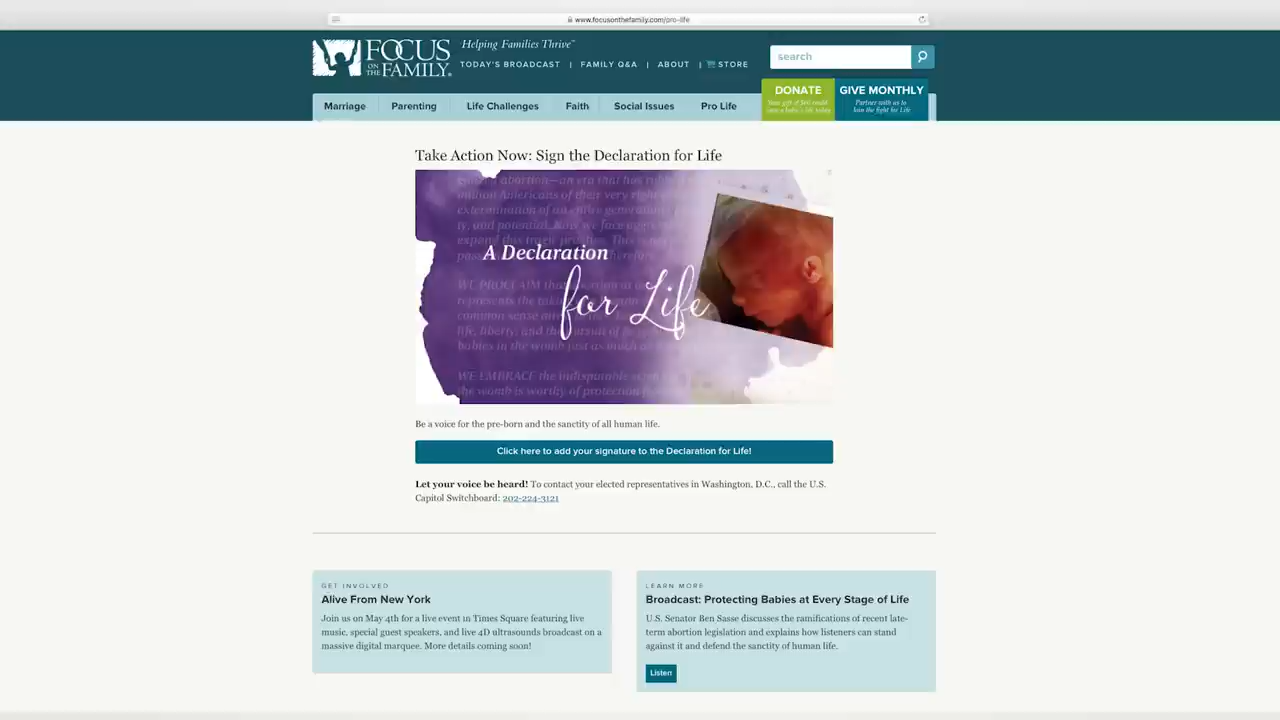 www.focusonthefamily.com/pro-life
FOCUS
ON THE FAMILY®
Helping Families Thrive™
TODAY'S BROADCAST | FAMILY Q&A | ABOUT | STORE
search
Marriage
Parenting
Life Challenges
Faith
Social Issues
Pro Life
DONATE
GIVE MONTHLY
Partner with us to
Take Action Now: Sign the Declaration for Life
A Declaration
for Life
Be a voice for the pre-born and the sanctity of all human life.
Click here to add your signature to the Declaration for Life!
Let your voice be heard! To contact your elected representatives in Washington, D.C., call the U.S.
Capitol Switchboard: 202-224-3121
GET INVOLVED
Alive From New York
Join us on May 4th for a live event in Times Square featuring live
music, special guest speakers, and live 4D ultrasounds broadcast on a
massive digital marquee. More details coming soon!
LEARN MORE
Broadcast: Protecting Babies at Every Stage of Life
U.S. Senator Ben Sasse discusses the ramifications of recent late-
term abortion legislation and explains how listeners can stand
against it and defend the sanctity of human life.
Listen